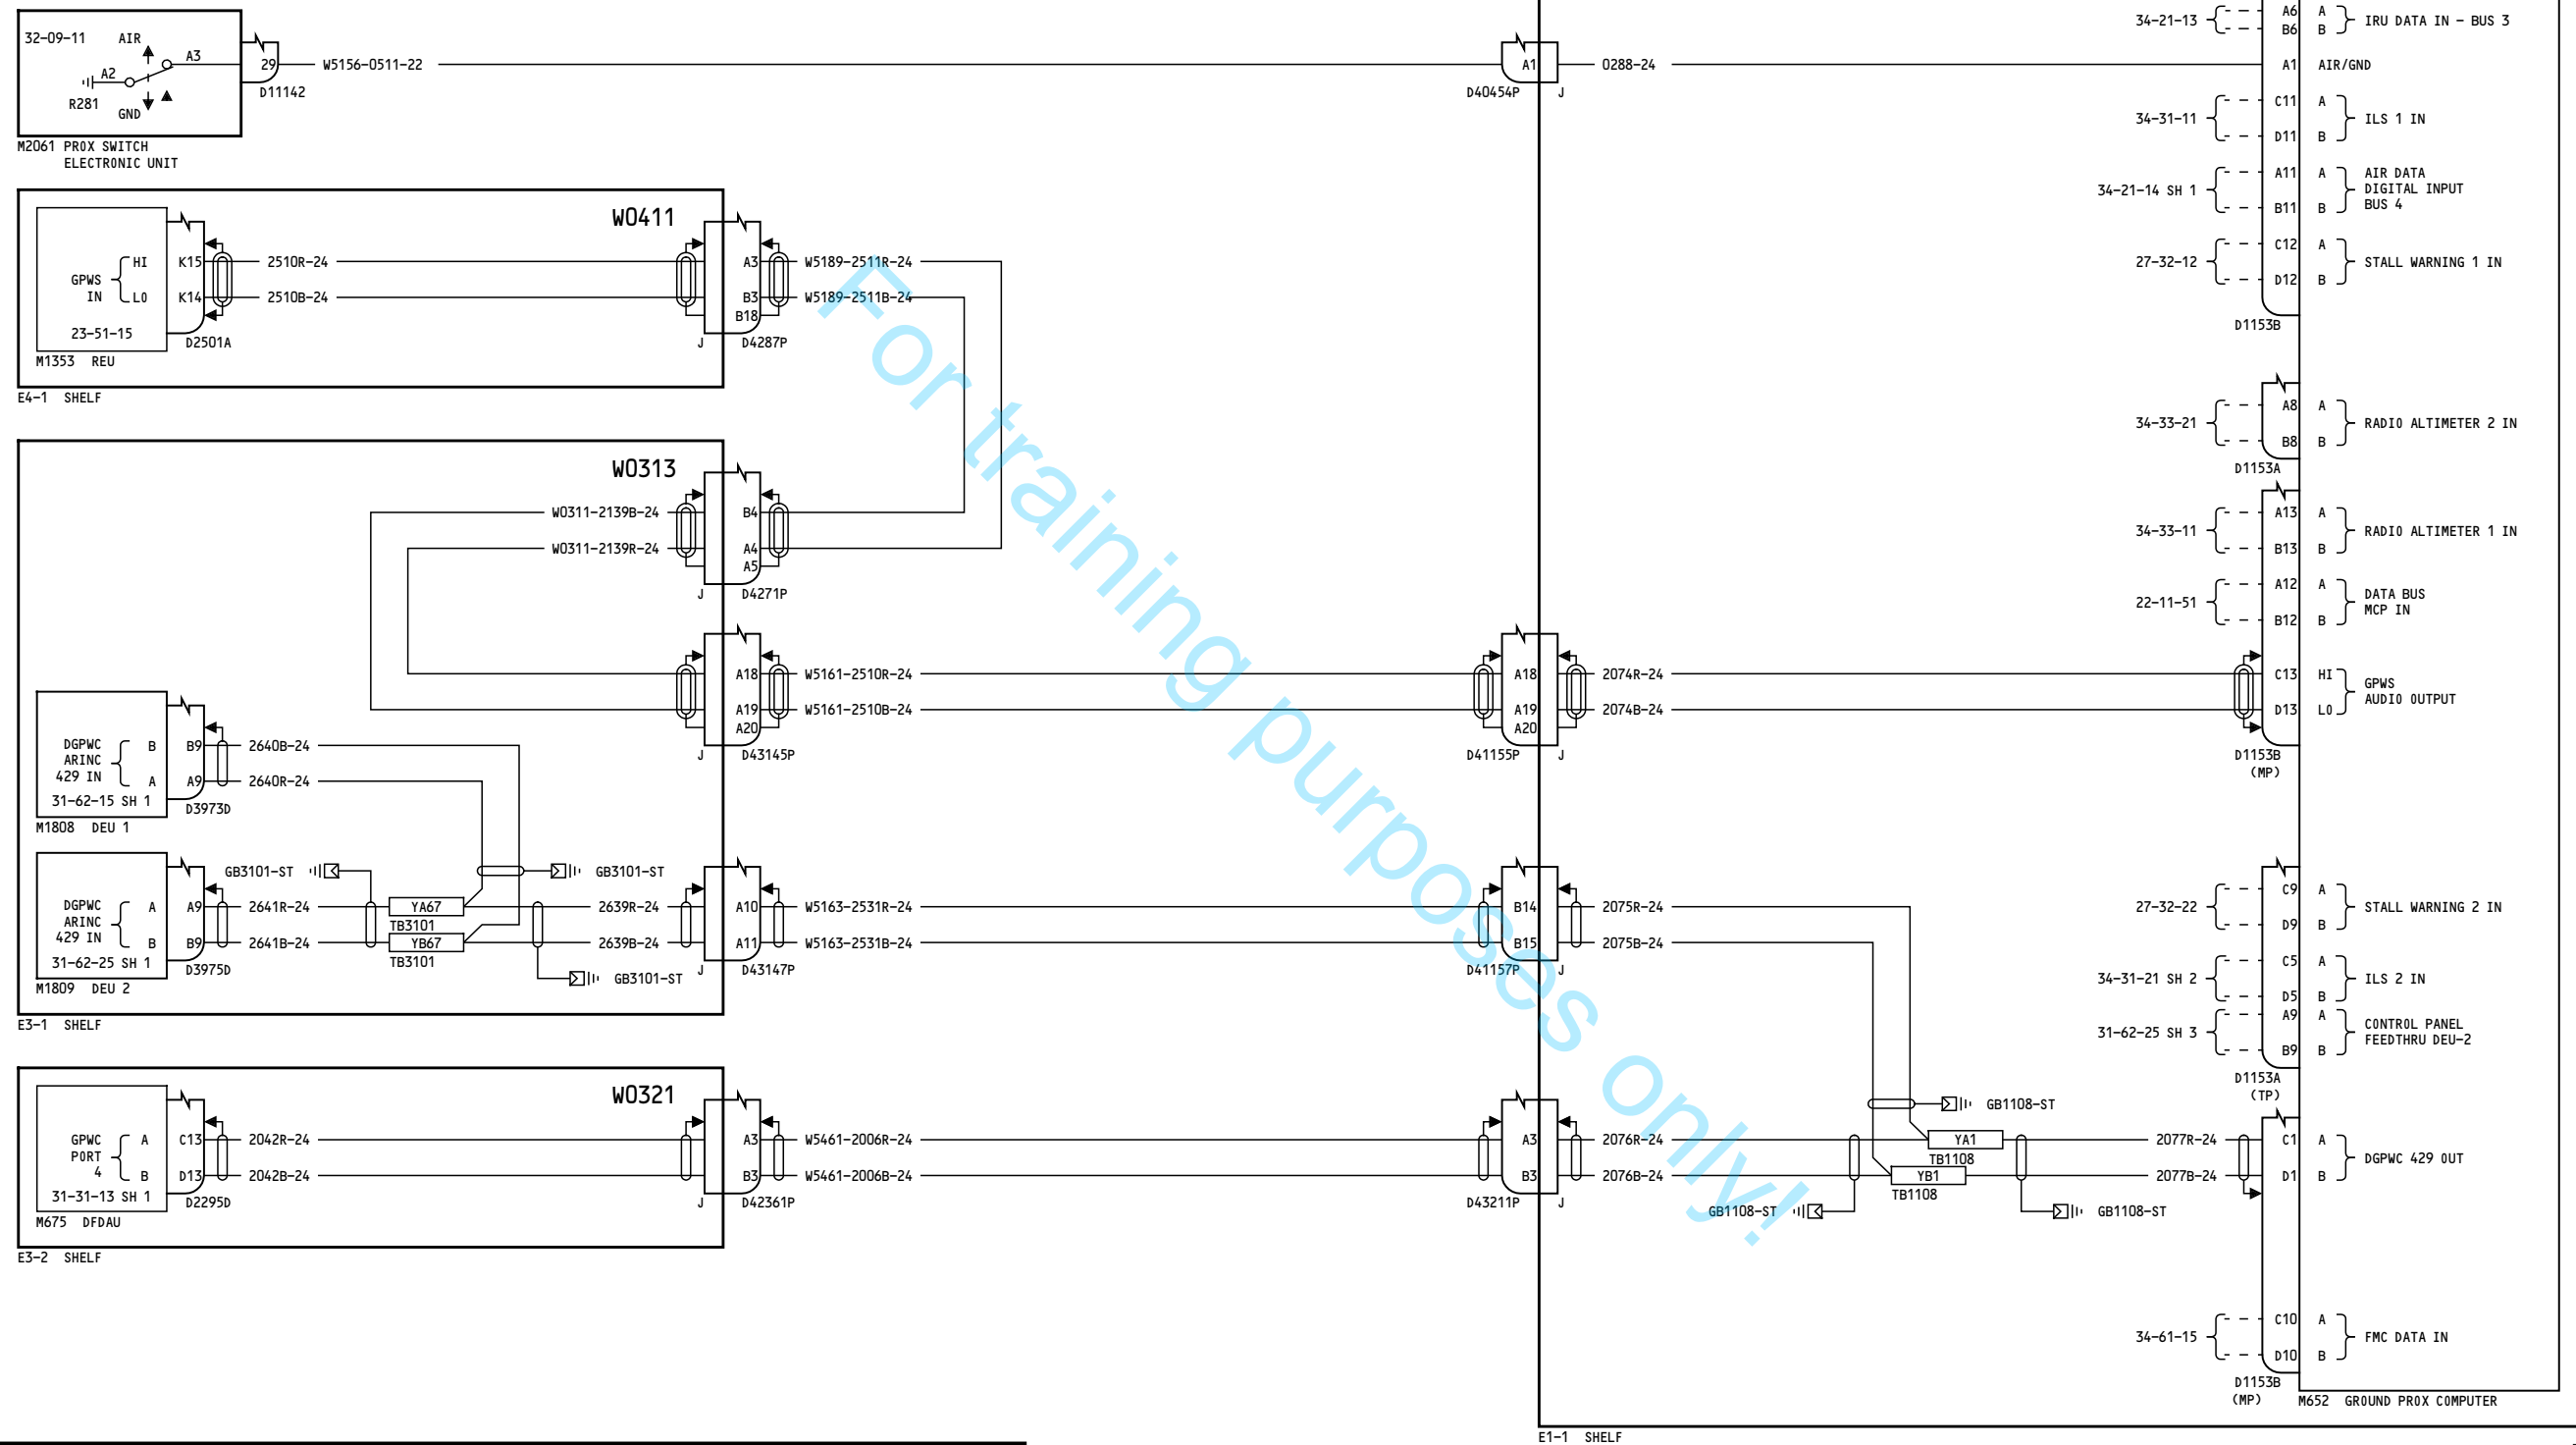 32-09-11 AIR
A2 A3 29 W5156-0511-22
R281 GND
D11142
M2061 PROX SWITCH
ELECTRONIC UNIT
A1 0288-24
D40454P J
34-21-13 A6 A IRU DATA IN - BUS 3
B6 B
A1 AIR/GND
34-31-11 C11 A ILS 1 IN
D11 B
34-21-14 SH 1 A11 A AIR DATA
DIGITAL INPUT
BUS 4
B11 B
27-32-12 C12 A STALL WARNING 1 IN
D12 B
D1153B
W0411
GPWS IN HI K15 2510R-24 A3 W5189-2511R-24
LO K14 2510B-24 B3 W5189-2511B-24
B18
23-51-15
D2501A J D4287P
M1353 REU
E4-1 SHELF
34-33-21 A8 A RADIO ALTIMETER 2 IN
B8 B
D1153A
W0313
W0311-2139B-24 B4
W0311-2139R-24 A4
A5
J D4271P
34-33-11 A13 A RADIO ALTIMETER 1 IN
B13 B
22-11-51 A12 A DATA BUS
MCP IN
B12 B
A18 W5161-2510R-24 A18 2074R-24 C13 HI GPWS
AUDIO OUTPUT
A19 W5161-2510B-24 A19 2074B-24 D13 LO
A20 A20
J D43145P D41155P J D1153B
(MP)
DGPWC
ARINC
429 IN
B B9 2640B-24
A A9 2640R-24
31-62-15 SH 1
D3973D
M1808 DEU 1
GB3101-ST GB3101-ST
DGPWC
ARINC
429 IN
A A9 2641R-24 YA67 2639R-24 A10 W5163-2531R-24 B14 2075R-24
TB3101
B B9 2641B-24 YB67 2639B-24 A11 W5163-2531B-24 B15 2075B-24
TB3101
31-62-25 SH 1
D3975D GB3101-ST J D43147P D41157P J
M1809 DEU 2
E3-1 SHELF
27-32-22 C9 A STALL WARNING 2 IN
D9 B
34-31-21 SH 2 C5 A ILS 2 IN
D5 B
31-62-25 SH 3 A9 A CONTROL PANEL
FEEDTHRU DEU-2
B9 B
D1153A
(TP)
W0321
GB1108-ST
GPWC
PORT
4
A C13 2042R-24 A3 W5461-2006R-24 A3 2076R-24 YA1 2077R-24 C1 A
TB1108
DGPWC 429 OUT
B D13 2042B-24 B3 W5461-2006B-24 B3 2076B-24 YB1 2077B-24 D1 B
TB1108
31-31-13 SH 1
D2295D J D42361P D43211P J
GB1108-ST GB1108-ST
M675 DFDAU
E3-2 SHELF
34-61-15 C10 A FMC DATA IN
D10 B
D1153B
(MP)
M652 GROUND PROX COMPUTER
E1-1 SHELF
For training purposes only!